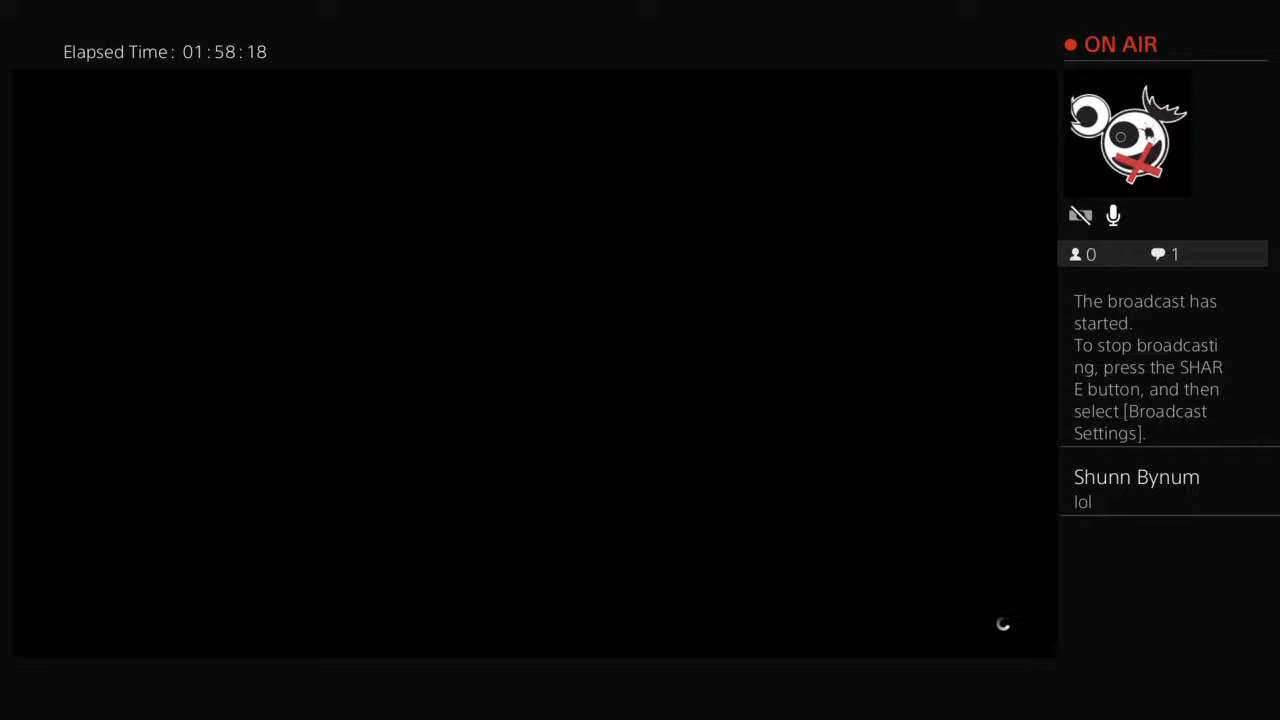 Elapsed Time: 01:58:18
ON AIR
0 1
The broadcast has
started.
To stop broadcasti
ng, press the SHAR
E button, and then
select [Broadcast
Settings].
Shunn Bynum
lol